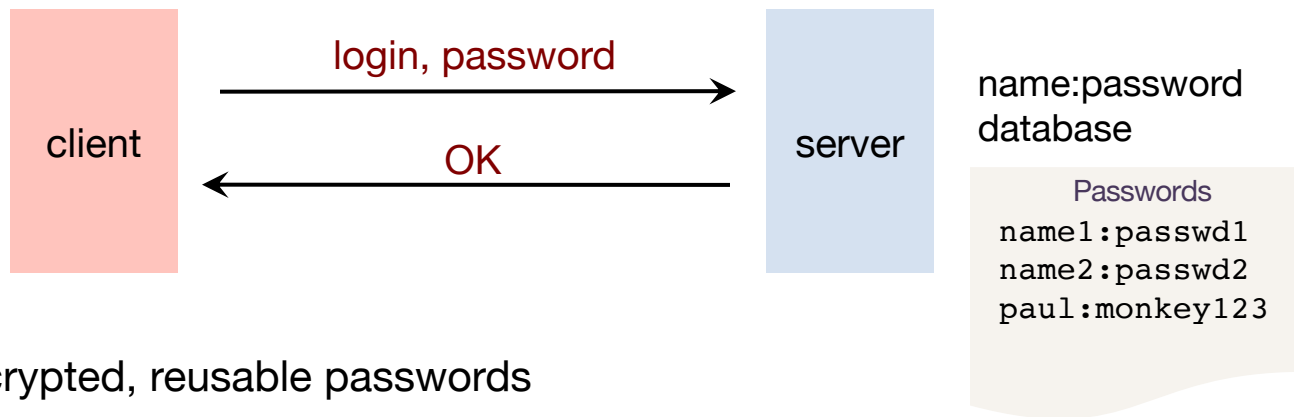 login, password
client
OK
server
name:password
database
Passwords
name1:passwd1
name2:passwd2
paul:monkey123
crypted, reusable passwords